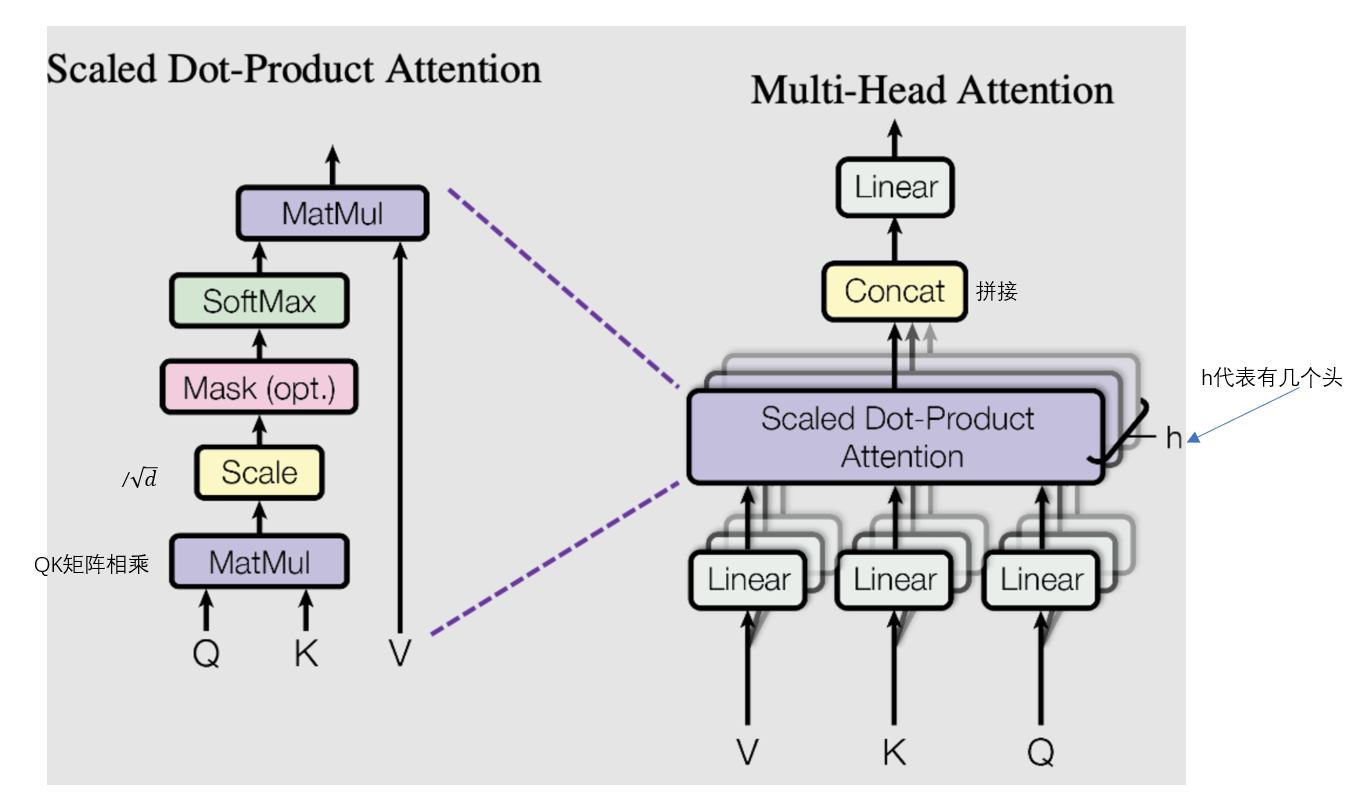 Scaled Dot-Product Attention
MatMul
SoftMax
Mask (opt.)
Scale
/√d
MatMul
QK矩阵相乘
Q K V
Multi-Head Attention
Linear
Concat
拼接
Scaled Dot-Product
Attention
h
h代表有几个头
Linear Linear Linear
V K Q